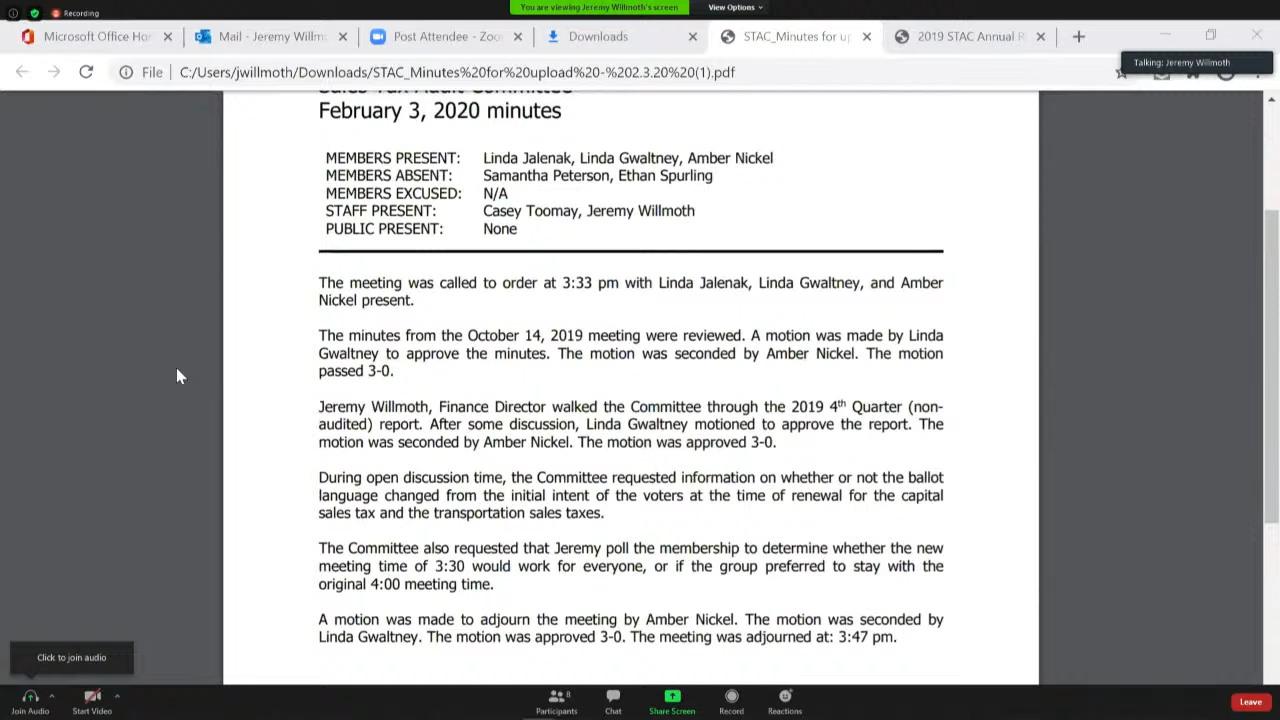 Recording
You are viewing Jeremy Willmoth's screen
View Options
Microsoft Office Hor
Mail - Jeremy Willm
Post Attendee - Zoo
Downloads
STAC_Minutes for u
2019 STAC Annual R
Talking: Jeremy Willmoth
File
C:/Users/jwillmoth/Downloads/STAC_Minutes%20for%20upload%20-%202.3.20%20(1).pdf
Sales Tax Audit Committee
February 3, 2020 minutes
MEMBERS PRESENT: Linda Jalenak, Linda Gwaltney, Amber Nickel
MEMBERS ABSENT: Samantha Peterson, Ethan Spurling
MEMBERS EXCUSED: N/A
STAFF PRESENT: Casey Toomay, Jeremy Willmoth
PUBLIC PRESENT: None
The meeting was called to order at 3:33 pm with Linda Jalenak, Linda Gwaltney, and Amber
Nickel present.
The minutes from the October 14, 2019 meeting were reviewed. A motion was made by Linda
Gwaltney to approve the minutes. The motion was seconded by Amber Nickel. The motion
passed 3-0.
Jeremy Willmoth, Finance Director walked the Committee through the 2019 4th Quarter (non-
audited) report. After some discussion, Linda Gwaltney motioned to approve the report. The
motion was seconded by Amber Nickel. The motion was approved 3-0.
During open discussion time, the Committee requested information on whether or not the ballot
language changed from the initial intent of the voters at the time of renewal for the capital
sales tax and the transportation sales taxes.
The Committee also requested that Jeremy poll the membership to determine whether the new
meeting time of 3:30 would work for everyone, or if the group preferred to stay with the
original 4:00 meeting time.
A motion was made to adjourn the meeting by Amber Nickel. The motion was seconded by
Linda Gwaltney. The motion was approved 3-0. The meeting was adjourned at: 3:47 pm.
Click to join audio
Join Audio
Start Video
8
Participants
Chat
Share Screen
Record
Reactions
Leave